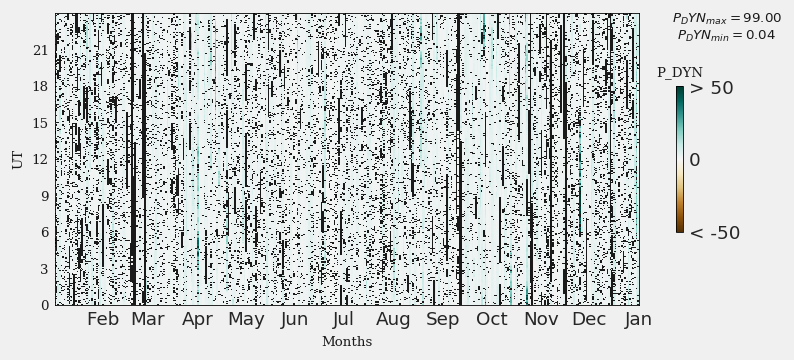 P_DYN_max = 99.00
P_DYN_min = 0.04
P_DYN
> 50
0
< -50
21
18
15
12
9
6
3
0
UT
Feb Mar Apr May Jun Jul Aug Sep Oct Nov Dec Jan
Months